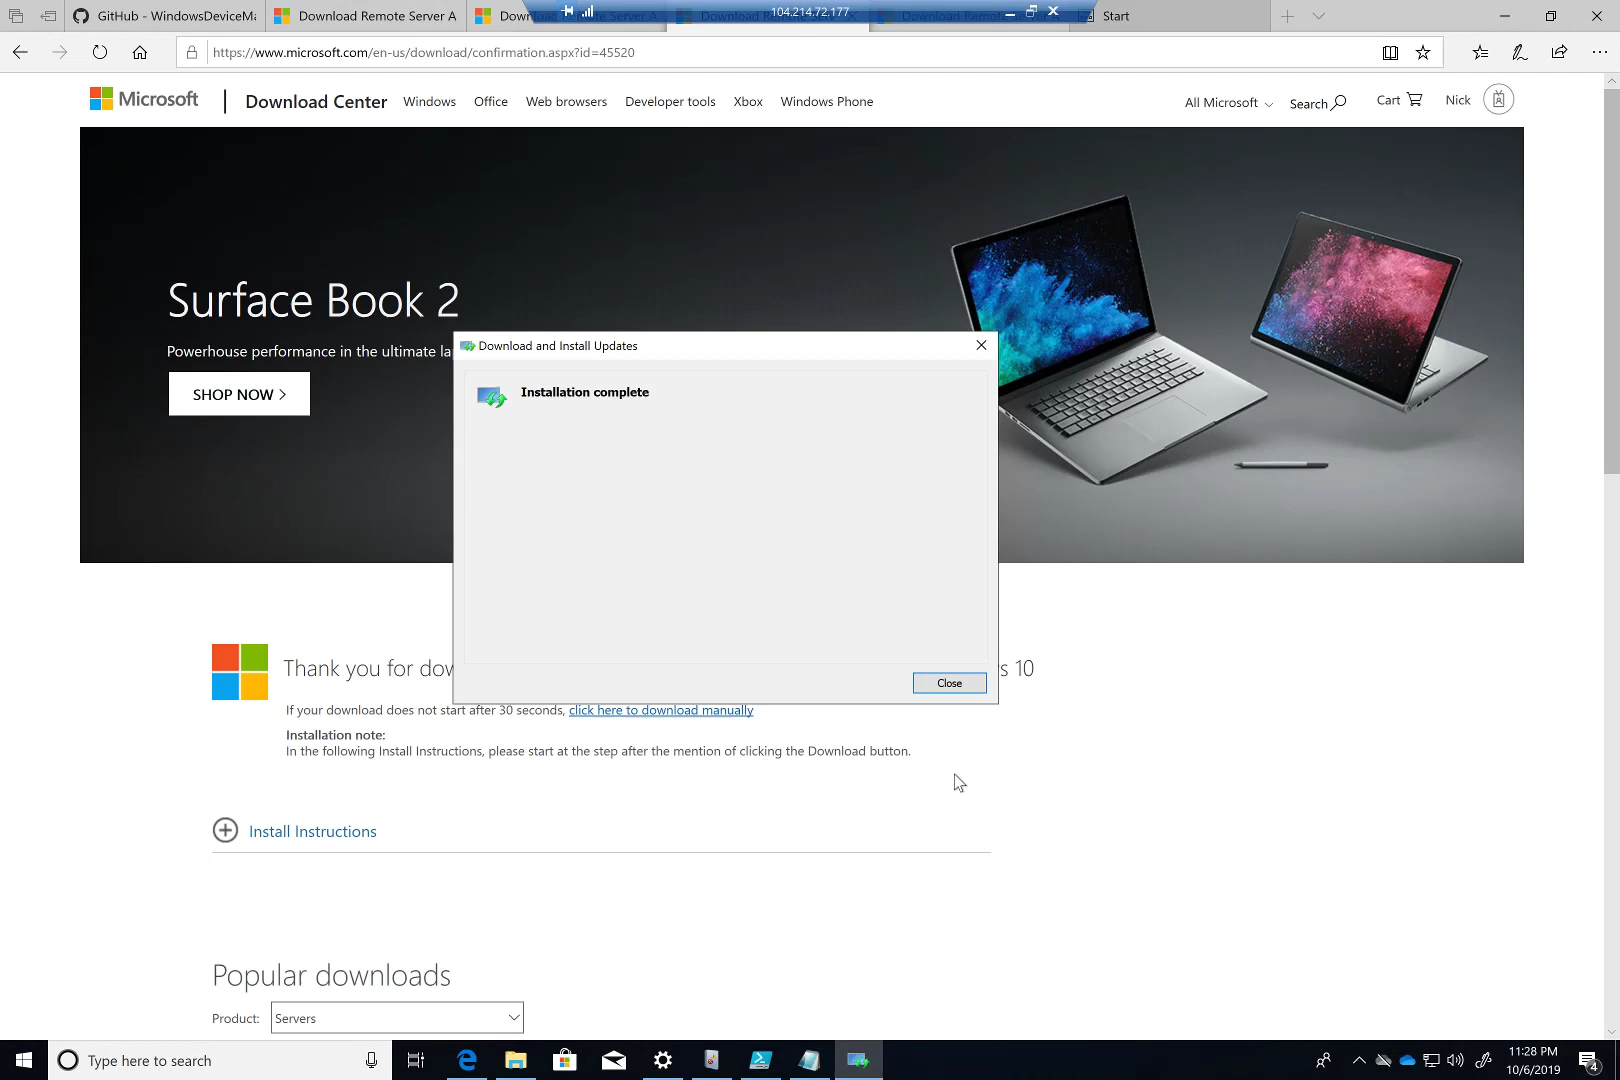 GitHub - WindowsDeviceMa
Download Remote Server A
Dow
104.214.72.177
Start
https://www.microsoft.com/en-us/download/confirmation.aspx?id=45520
Microsoft
Download Center
Windows
Office
Web browsers
Developer tools
Xbox
Windows Phone
All Microsoft
Search
Cart
Nick
Surface Book 2
Powerhouse performance in the ultimate la
SHOP NOW >
Download and Install Updates
Installation complete
Close
Thank you for dow
s 10
If your download does not start after 30 seconds, click here to download manually
Installation note:
In the following Install Instructions, please start at the step after the mention of clicking the Download button.
Install Instructions
Popular downloads
Product:
Servers
Type here to search
11:28 PM
10/6/2019
4